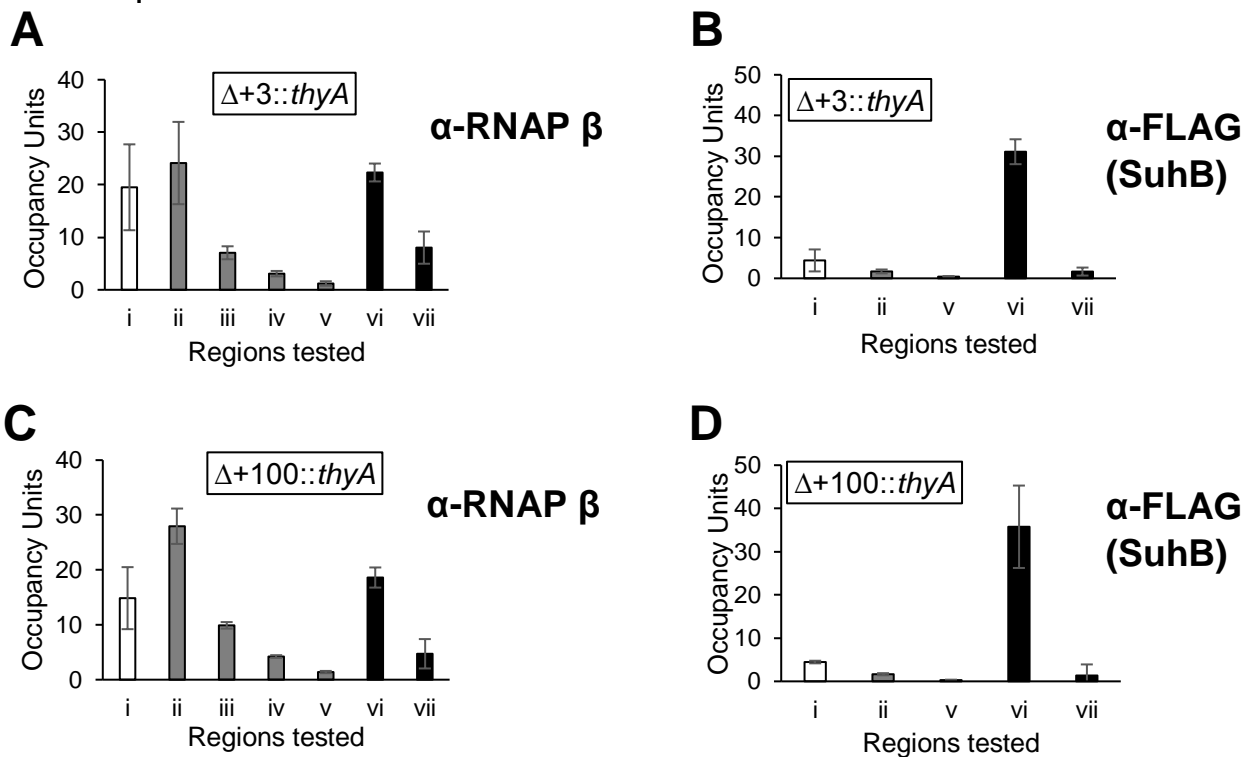 A
Occupancy Units
40
30
20
10
0
Δ+3::thyA
α-RNAP β
i ii iii iv v vi vii
Regions tested
B
Occupancy Units
50
40
30
20
10
0
Δ+3::thyA
α-FLAG
(SuhB)
i ii v vi vii
Regions tested
C
Occupancy Units
40
30
20
10
0
Δ+100::thyA
α-RNAP β
i ii iii iv v vi vii
Regions tested
D
Occupancy Units
50
40
30
20
10
0
Δ+100::thyA
α-FLAG
(SuhB)
i ii v vi vii
Regions tested